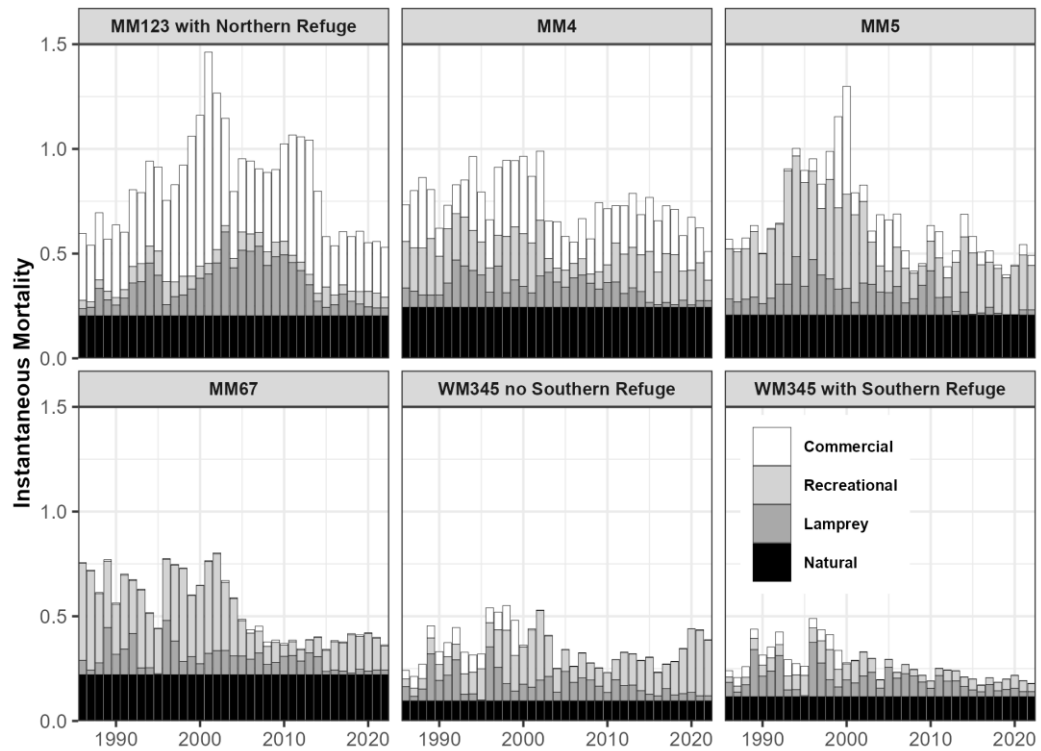 MM123 with Northern Refuge MM4 MM5
1.5
1.0
0.5
0.0
MM67 WM345 no Southern Refuge WM345 with Southern Refuge
1.5
1.0
0.5
0.0
Instantaneous Mortality
Commercial
Recreational
Lamprey
Natural
1990 2000 2010 2020 1990 2000 2010 2020 1990 2000 2010 2020